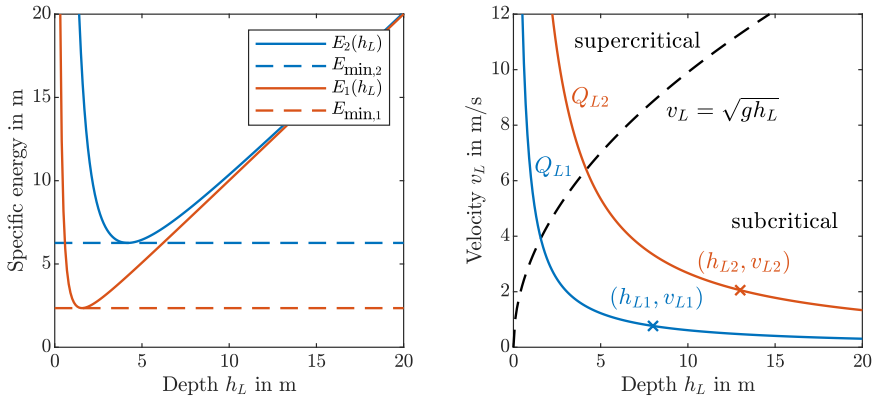 20
15
10
5
0
0
5
10
15
20
Specific energy in m
Depth h_L in m
E_2(h_L)
E_min,2
E_1(h_L)
E_min,1
12
10
8
6
4
2
0
0
5
10
15
20
Velocity v_L in m/s
Depth h_L in m
supercritical
Q_L2
v_L = √gh_L
Q_L1
subcritical
(h_L2, v_L2)
(h_L1, v_L1)